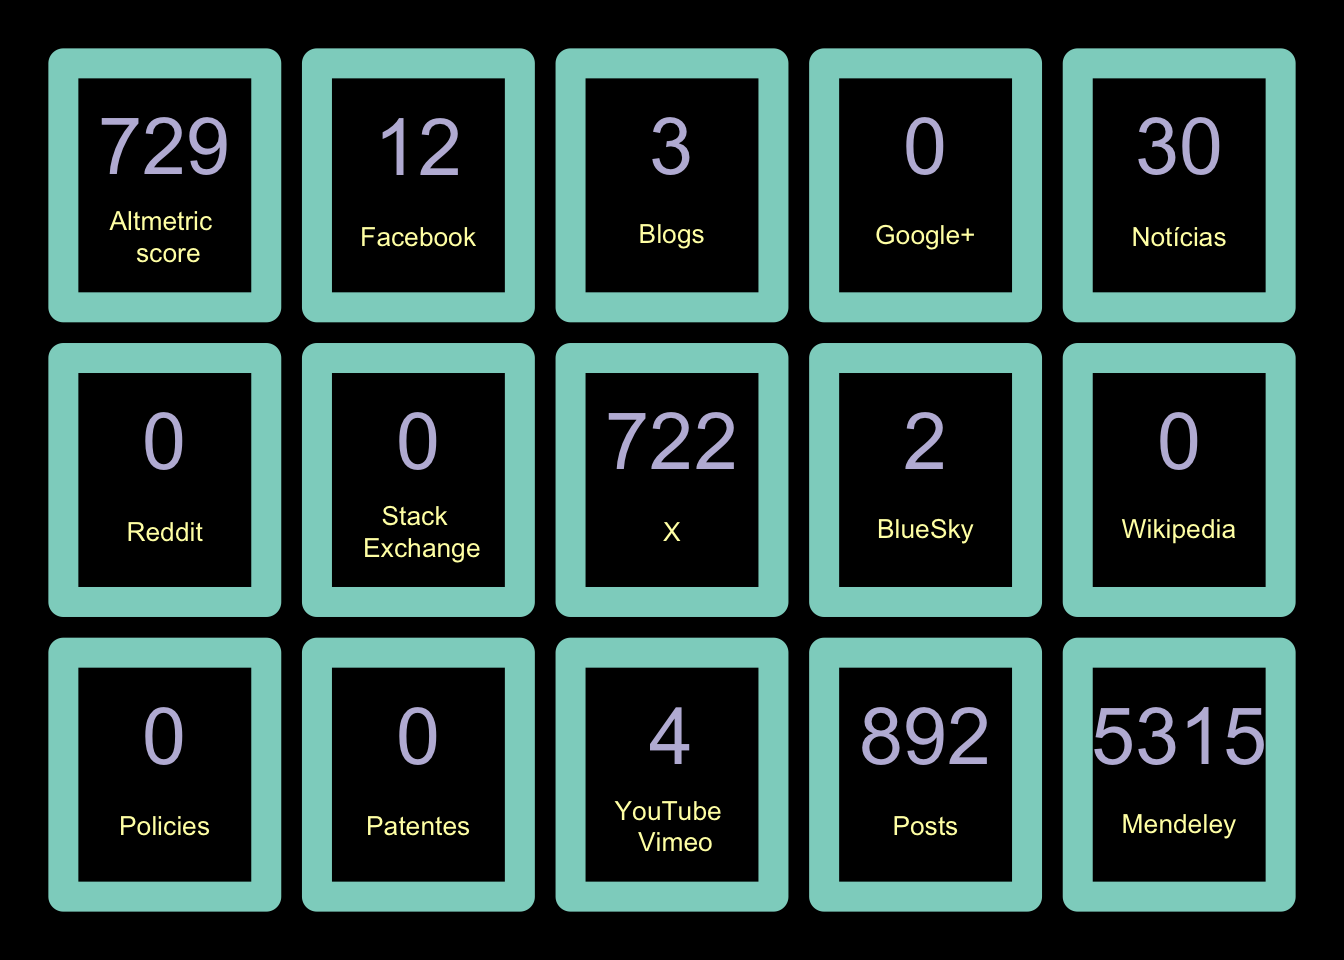 729
Altmetric
score
12
Facebook
3
Blogs
0
Google+
30
Notícias
0
Reddit
0
Stack
Exchange
722
X
2
BlueSky
0
Wikipedia
0
Policies
0
Patentes
4
YouTube
Vimeo
892
Posts
5315
Mendeley